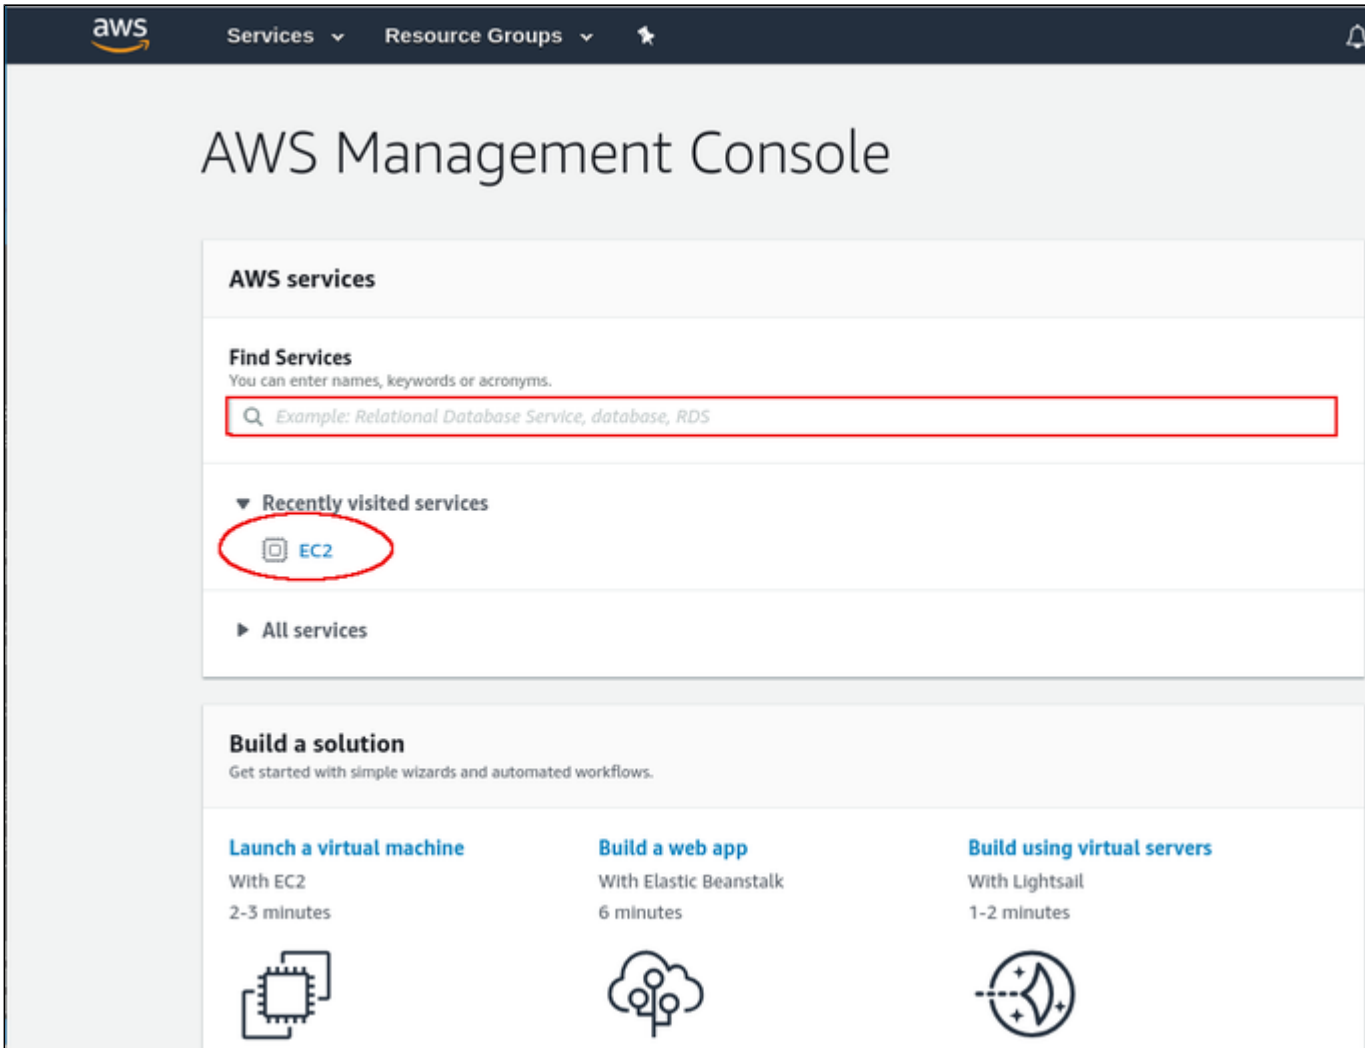 aws Services Resource Groups
AWS Management Console
AWS services
Find Services
You can enter names, keywords or acronyms.
Example: Relational Database Service, database, RDS
Recently visited services
EC2
All services
Build a solution
Get started with simple wizards and automated workflows.
Launch a virtual machine
With EC2
2-3 minutes
Build a web app
With Elastic Beanstalk
6 minutes
Build using virtual servers
With Lightsail
1-2 minutes